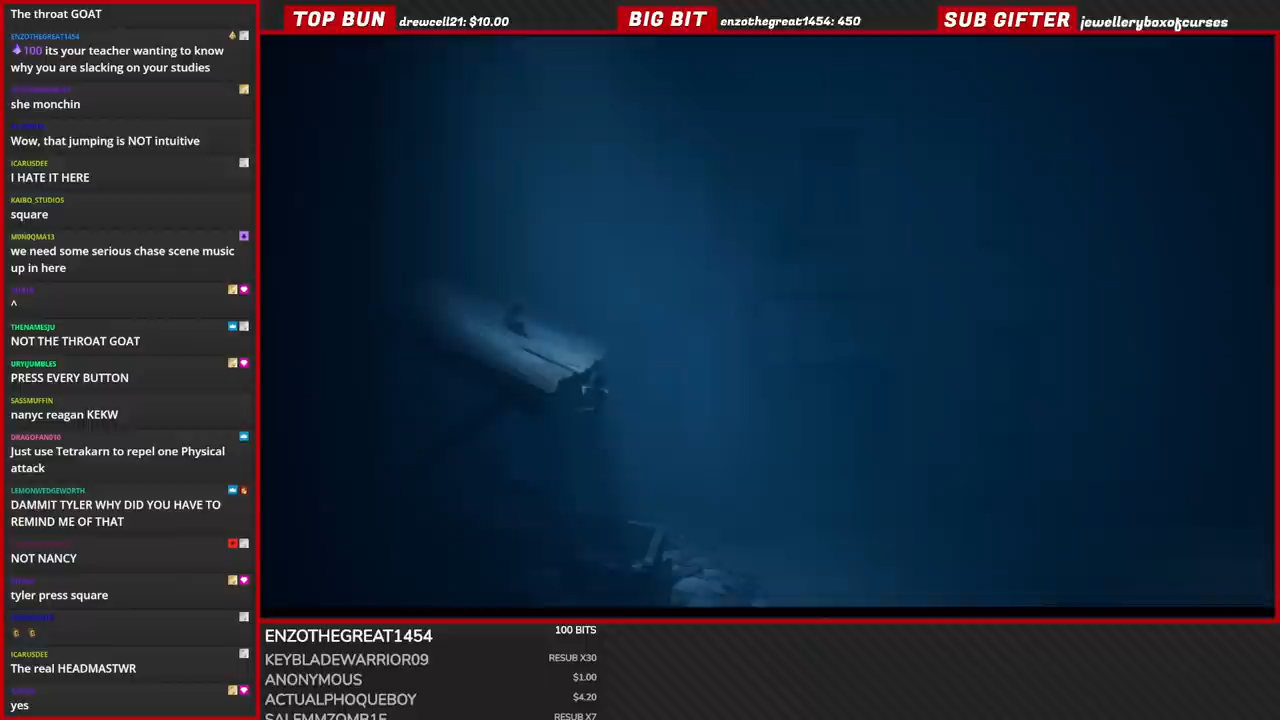 The throat GOAT
ENZOTHEGREAT1454
100 its your teacher wanting to know
why you are slacking on your studies
she monchin
Wow, that jumping is NOT intuitive
ICARUSDEE
I HATE IT HERE
KAIBO_STUDIOS
square
M0N0QMA13
we need some serious chase scene music
up in here
^
THENAMESJU
NOT THE THROAT GOAT
URYIJUMBLES
PRESS EVERY BUTTON
SASSMUFFIN
nanyc reagan KEKW
DRAGOFAN010
Just use Tetrakarn to repel one Physical
attack
LEMONWEDGEWORTH
DAMMIT TYLER WHY DID YOU HAVE TO
REMIND ME OF THAT
NOT NANCY
tyler press square
ICARUSDEE
The real HEADMASTWR
yes
TOP BUN drewcell21: $10.00
BIG BIT enzothegreat1454: 450
SUB GIFTER jewelleryboxofcurses
ENZOTHEGREAT1454 100 BITS
KEYBLADEWARRIOR09 RESUB X30
ANONYMOUS $1.00
ACTUALPHOQUEBOY $4.20
SALEMMZOMB1E RESUB X7